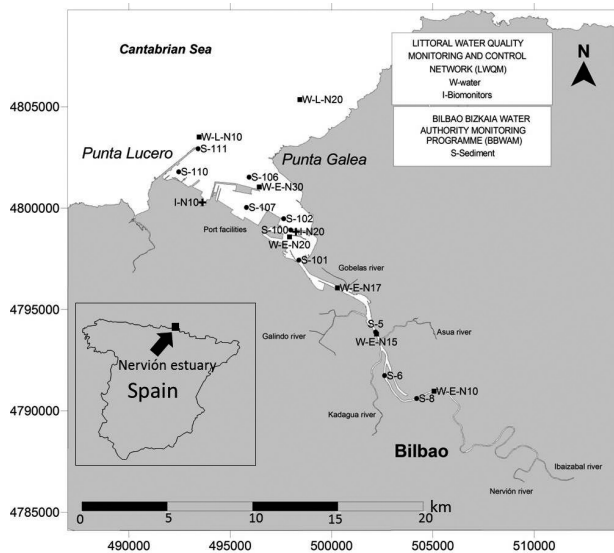 Cantabrian Sea
LITTORAL WATER QUALITY
MONITORING AND CONTROL
NETWORK (LWQM)
W-water
I-Biomonitors
BILBAO BIZKAIA WATER
AUTHORITY MONITORING
PROGRAMME (BBWAM)
S-Sediment
N
4805000
4800000
4795000
4790000
4785000
W-L-N20
W-L-N10
S-111
Punta Lucero
Punta Galea
S-110
S-106
W-E-N30
I-N10
S-107
S-102
Port facilities
S-100
I-N20
W-E-N20
S-101
Gobelas river
W-E-N17
Galindo river
S-5
Asua river
W-E-N15
S-6
W-E-N10
S-8
Kadagua river
Bilbao
Ibaizabal river
Nervión river
Nervión estuary
Spain
0
5
10
15
20
km
490000
495000
500000
505000
510000